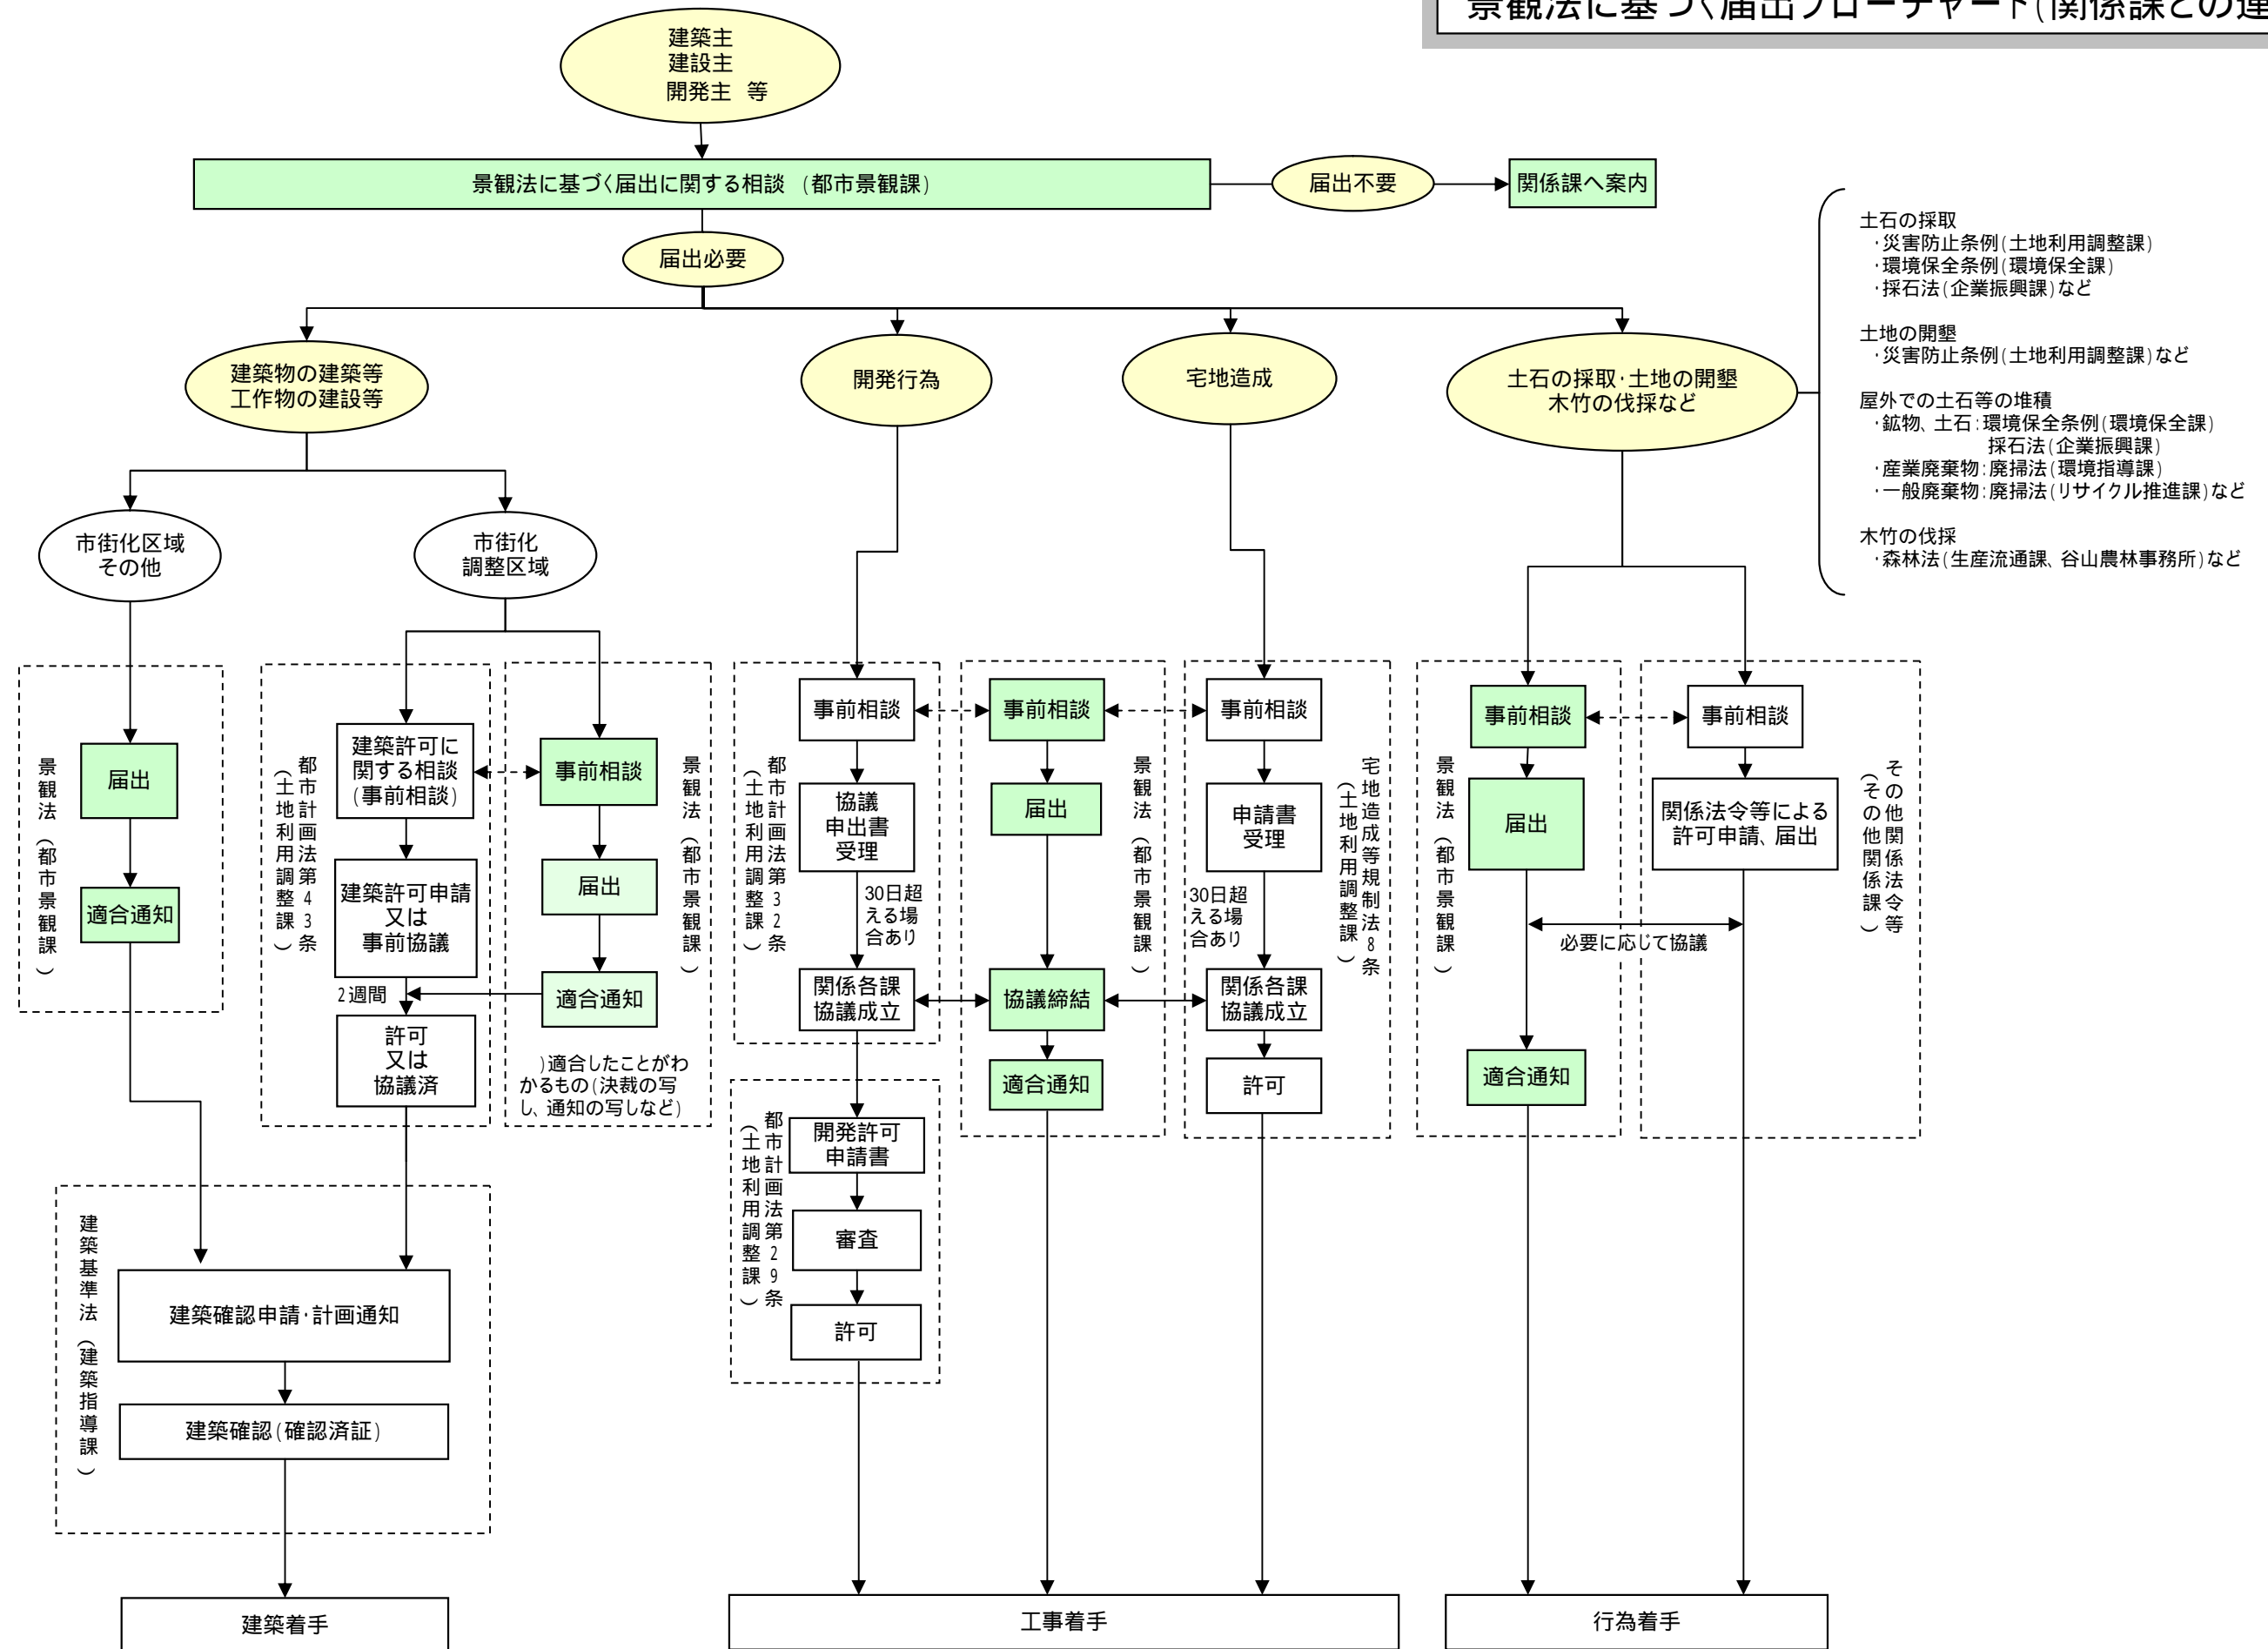 景観法に基づく届出フローチャート(関係課との連
建築主
建設主
開発主　等
景観法に基づく届出に関する相談 (都市景観課)
届出不要
関係課へ案内
届出必要
土石の採取
・災害防止条例(土地利用調整課)
・環境保全条例(環境保全課)
・採石法(企業振興課)など
土地の開墾
・災害防止条例(土地利用調整課)など
屋外での土石等の堆積
・鉱物、土石：環境保全条例(環境保全課)
採石法(企業振興課)
・産業廃棄物：廃掃法(環境指導課)
・一般廃棄物：廃掃法(リサイクル推進課)など
木竹の伐採
・森林法(生産流通課、谷山農林事務所)など
建築物の建築等
工作物の建設等
開発行為
宅地造成
土石の採取・土地の開墾
木竹の伐採など
市街化区域
その他
市街化
調整区域
景観法(都市景観課)
届出
適合通知
都市計画法第43条
(土地利用調整課)
建築許可に
関する相談
(事前相談)
建築許可申請
又は
事前協議
2週間
許可
又は
協議済
景観法(都市景観課)
事前相談
届出
適合通知
)適合したことがわ
かるもの(決裁の写
し、通知の写しなど)
都市計画法第32条
(土地利用調整課)
事前相談
協議
申出書
受理
30日超
える場
合あり
関係各課
協議成立
都市計画法第29条
(土地利用調整課)
開発許可
申請書
審査
許可
景観法(都市景観課)
事前相談
届出
協議締結
適合通知
宅地造成等規制法8条
(土地利用調整課)
事前相談
申請書
受理
30日超
える場
合あり
関係各課
協議成立
許可
景観法(都市景観課)
事前相談
届出
必要に応じて協議
適合通知
その他関係法令等
(その他関係課)
事前相談
関係法令等による
許可申請、届出
建築基準法(建築指導課)
建築確認申請・計画通知
建築確認(確認済証)
建築着手
工事着手
行為着手